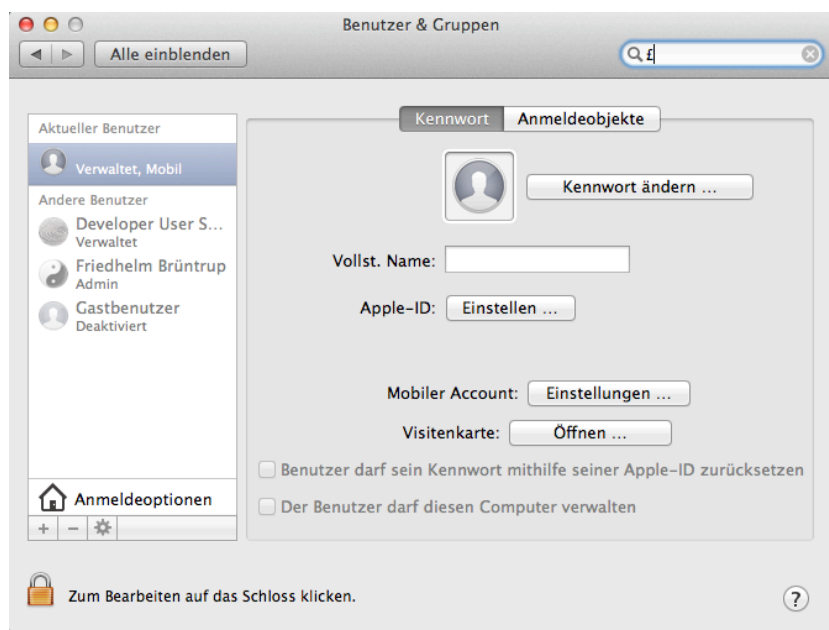 Benutzer & Gruppen
Alle einblenden
£
Kennwort
Anmeldeobjekte
Aktueller Benutzer
Verwaltet, Mobil
Andere Benutzer
Developer User S...
Verwaltet
Friedhelm Brüntrup
Admin
Gastbenutzer
Deaktiviert
Anmeldeoptionen
+ −
Kennwort ändern ...
Vollst. Name:
Apple-ID: Einstellen ...
Mobiler Account: Einstellungen ...
Visitenkarte: Öffnen ...
Benutzer darf sein Kennwort mithilfe seiner Apple-ID zurücksetzen
Der Benutzer darf diesen Computer verwalten
Zum Bearbeiten auf das Schloss klicken.
?